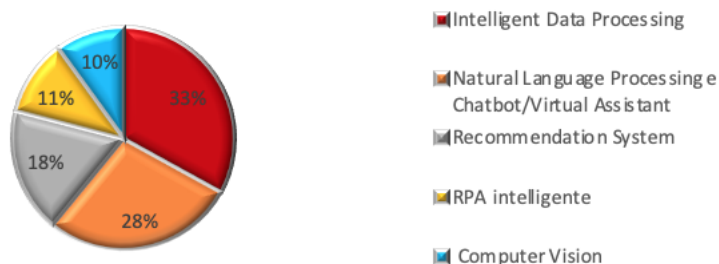 10%
33%
11%
18%
28%
Intelligent Data Processing
Natural Language Processing e
Chatbot/Virtual Assistant
Recommendation System
RPA intelligente
Computer Vision